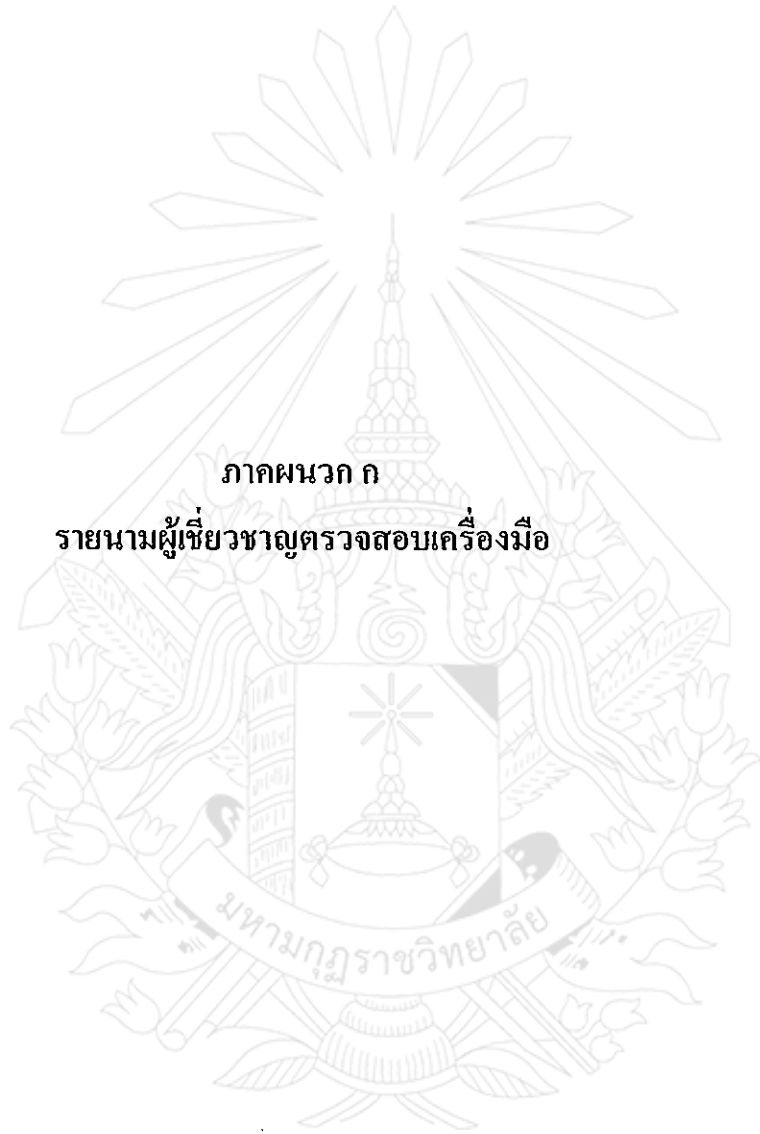 ภาคผนวก ก
รายนามผู้เชี่ยวชาญตรวจสอบเครื่องมือ
มหามกุฏราชวิทยาลัย